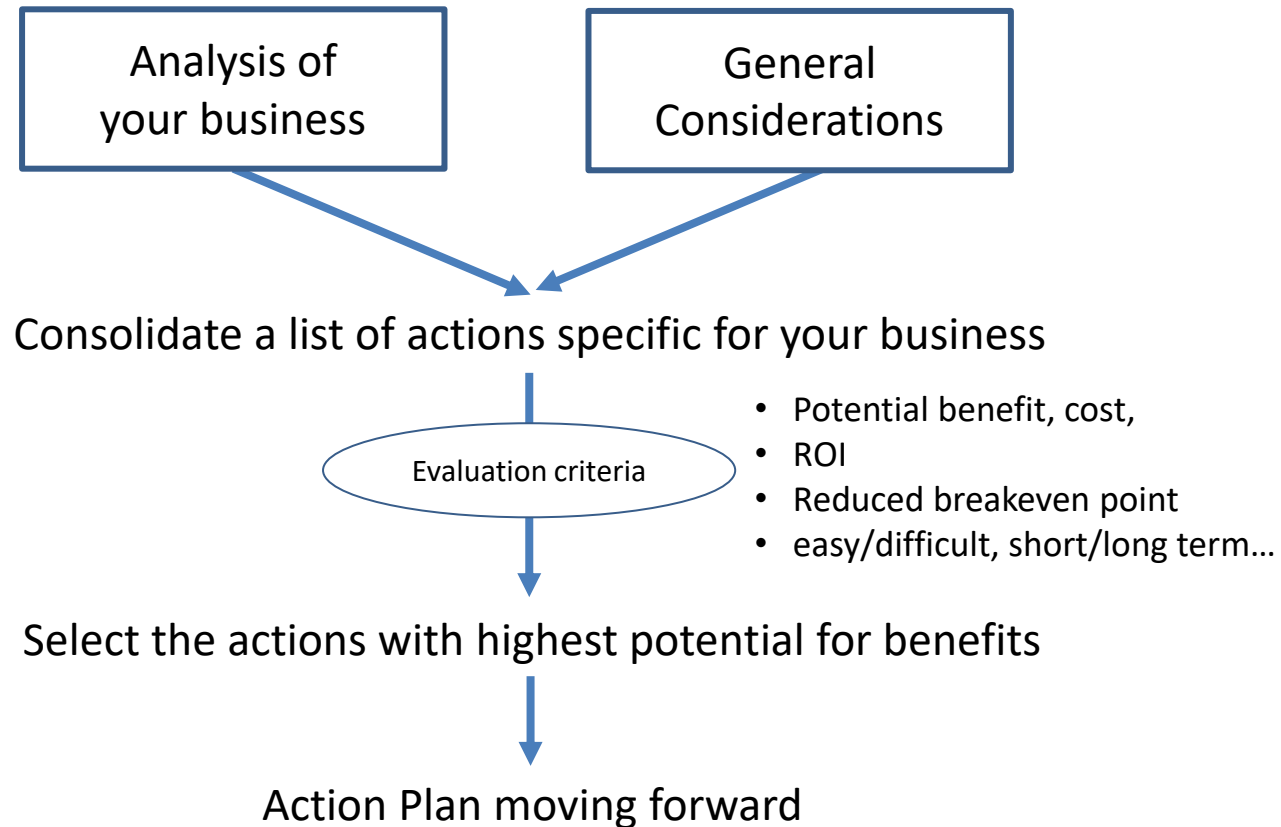 Analysis of
your business
General
Considerations
Consolidate a list of actions specific for your business
Evaluation criteria
• Potential benefit, cost,
• ROI
• Reduced breakeven point
• easy/difficult, short/long term…
Select the actions with highest potential for benefits
Action Plan moving forward